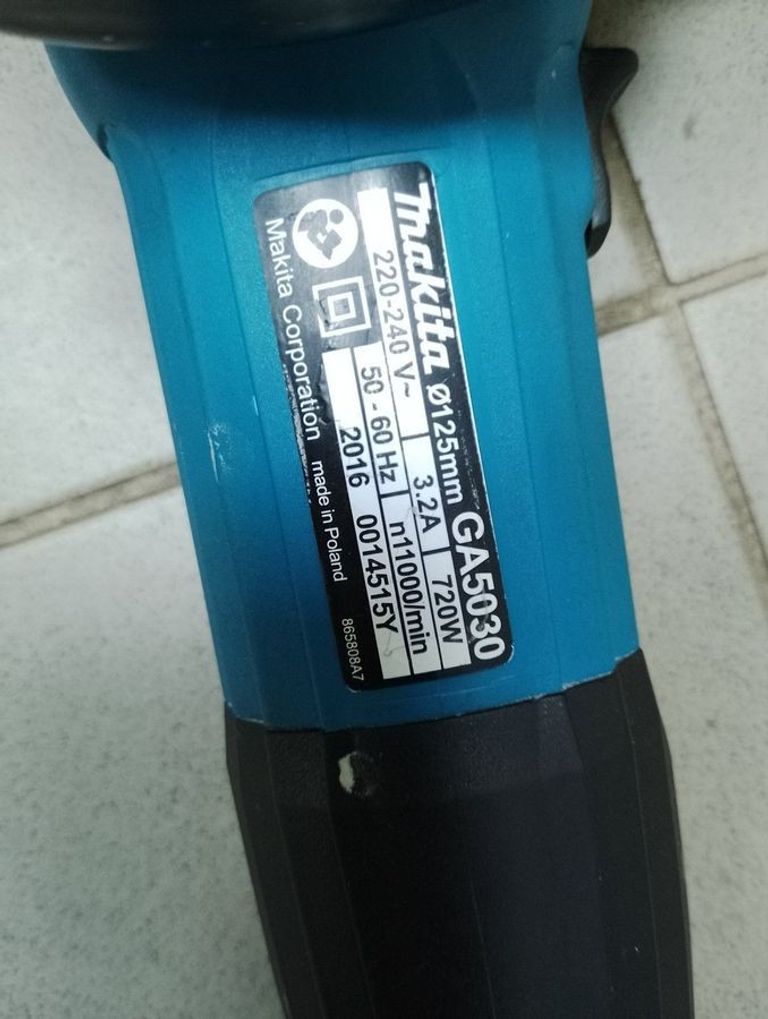 makita ø125mm GA5030
220-240 V~ 3.2A 720W
50-60 Hz n11000/min
2016 0014515Y
Makita Corporation made in Poland 865808A7